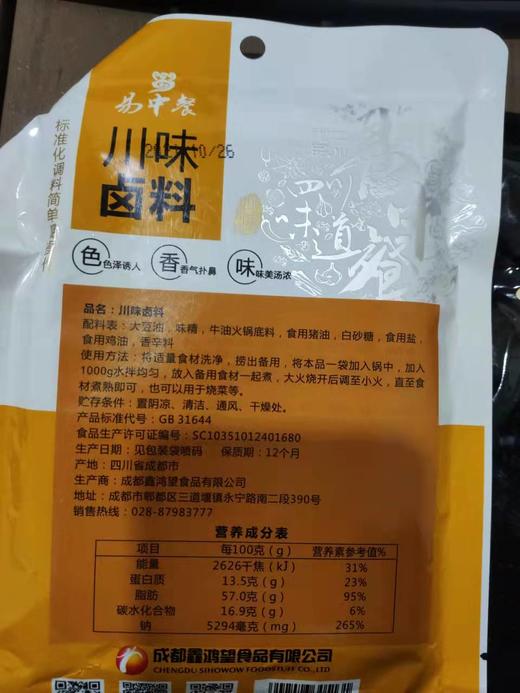 易中餐
川味
卤料
10/26
标准化调料简单
四川
味道
色 色泽诱人
香 香气扑鼻
味 味美汤浓
品名：川味卤料
配料表：大豆油，味精，牛油火锅底料，食用猪油，白砂糖，食用盐，
食用鸡油，香辛料
使用方法：将适量食材洗净，捞出备用，将本品一袋加入锅中，加入
1000g水拌均匀，放入备用食材一起煮，大火烧开后调至小火，直至食
材煮熟即可，也可以用于烧菜等。
贮存条件：置阴凉、清洁、通风、干燥处。
产品标准代号：GB 31644
食品生产许可证编号：SC10351012401680
生产日期：见包装袋喷码 保质期：12个月
产地：四川省成都市
生产商：成都鑫鸿望食品有限公司
地址：成都市郫都区三道堰镇永宁路南二段390号
销售热线：028-87983777
营养成分表
项目 每100克（g） 营养素参考值%
能量 2626千焦（kJ） 31%
蛋白质 13.5克（g） 23%
脂肪 57.0克（g） 95%
碳水化合物 16.9克（g） 6%
钠 5294毫克（mg） 265%
成都鑫鸿望食品有限公司
CHENGDU SIHOWOW FOODSTUFF CO., LTD